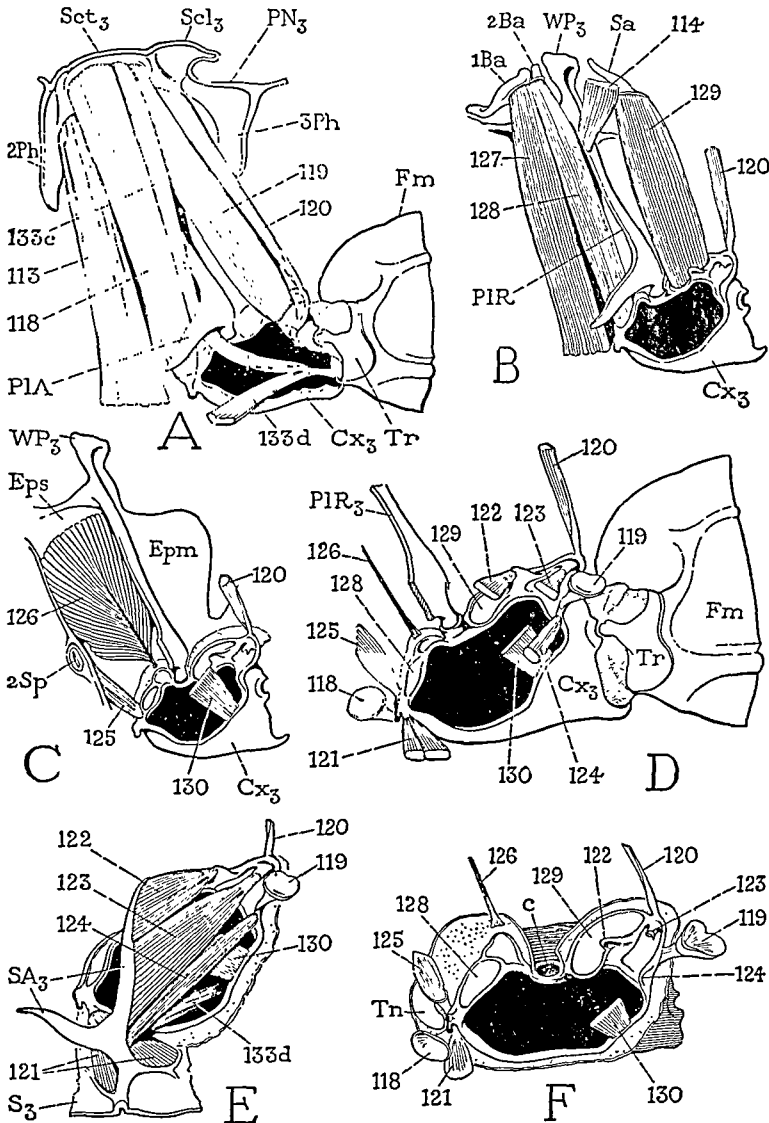 Sct3
Scl3
PN3
2Ph
3Ph
119
120
Fm
133c
113
118
PlA
A
133d
Cx3
Tr
2Ba
WP3
Sa
114
1Ba
129
127
120
128
PlR
B
Cx3
WP3
Eps
Epm
120
126
2Sp
125
130
C
Cx3
120
PlR3
129
122
123
119
126
128
125
Fm
118
Tr
Cx3
121
130
124
D
122
120
119
123
124
130
SA3
133d
121
S3
E
126
122
120
c
129
123
128
119
125
124
Tn
118
121
130
F